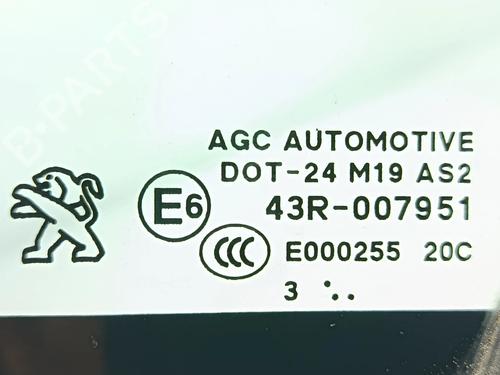 B-PARTS
AGC AUTOMOTIVE
DOT-24 M19 AS2
E6 43R-007951
CCC E000255 20C
3 ∵..